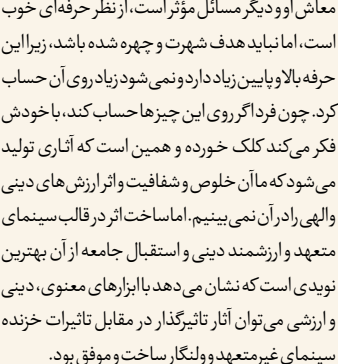 معاش او و دیگر مسائل مؤثر است، از نظر حرفه‌ای خوب
است، اما نباید هدف شهرت و چهره شده باشد، زیرا این
حرفه بالا و پایین زیاد دارد و نمی‌شود زیاد روی آن حساب
کرد. چون فرد اگر روی این چیزها حساب کند، با خودش
فکر می‌کند کلک خورده و همین است که آثاری تولید
می‌شود که ما آن خلوص و شفافیت و اثر ارزش‌های دینی
و الهی را در آن نمی‌بینیم. اما ساخت اثر در قالب سینمای
متعهد و ارزشمند دینی و استقبال جامعه از آن بهترین
نویدی است که نشان می‌دهد با ابزارهای معنوی، دینی
و ارزشی می‌توان آثار تاثیرگذار در مقابل تاثیرات خزنده
سینمای غیرمتعهد و ولنگار ساخت و موفق بود.